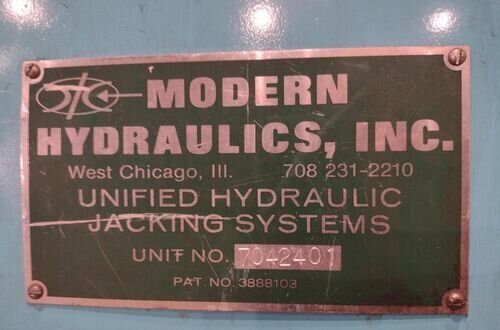 MODERN
HYDRAULICS, INC.
West Chicago, Ill. 708 231-2210
UNIFIED HYDRAULIC
JACKING SYSTEMS
UNIT NO. 7042401
PAT. NO. 3888103